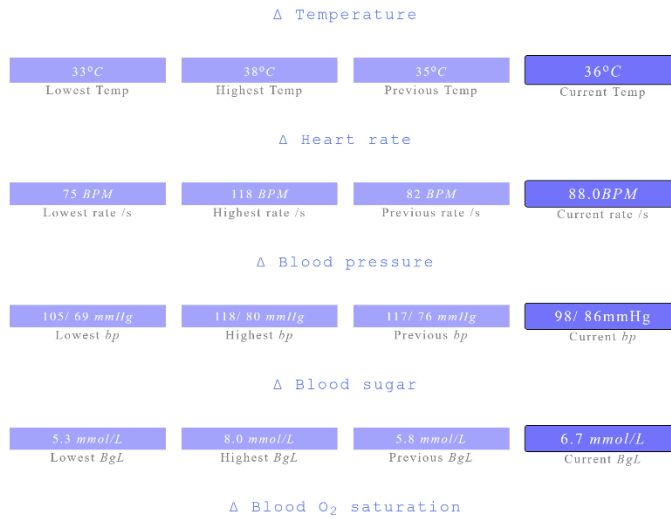 Δ Temperature
33°C 38°C 35°C 36°C
Lowest Temp Highest Temp Previous Temp Current Temp
Δ Heart rate
75 BPM 118 BPM 82 BPM 88.0BPM
Lowest rate /s Highest rate /s Previous rate /s Current rate /s
Δ Blood pressure
105/ 69 mmHg 118/ 80 mmHg 117/ 76 mmHg 98/ 86mmHg
Lowest bp Highest bp Previous bp Current bp
Δ Blood sugar
5.3 mmol/L 8.0 mmol/L 5.8 mmol/L 6.7 mmol/L
Lowest BgL Highest BgL Previous BgL Current BgL
Δ Blood O₂ saturation